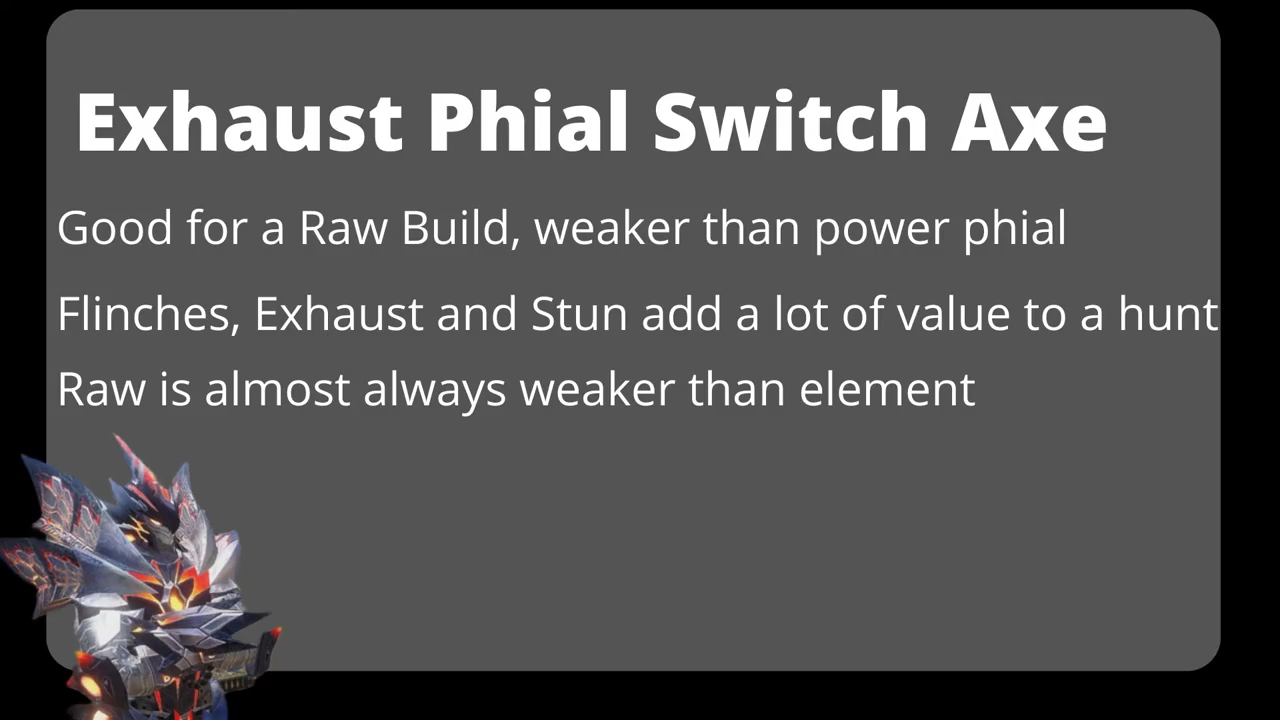 Exhaust Phial Switch Axe
Good for a Raw Build, weaker than power phial
Flinches, Exhaust and Stun add a lot of value to a hunt
Raw is almost always weaker than element